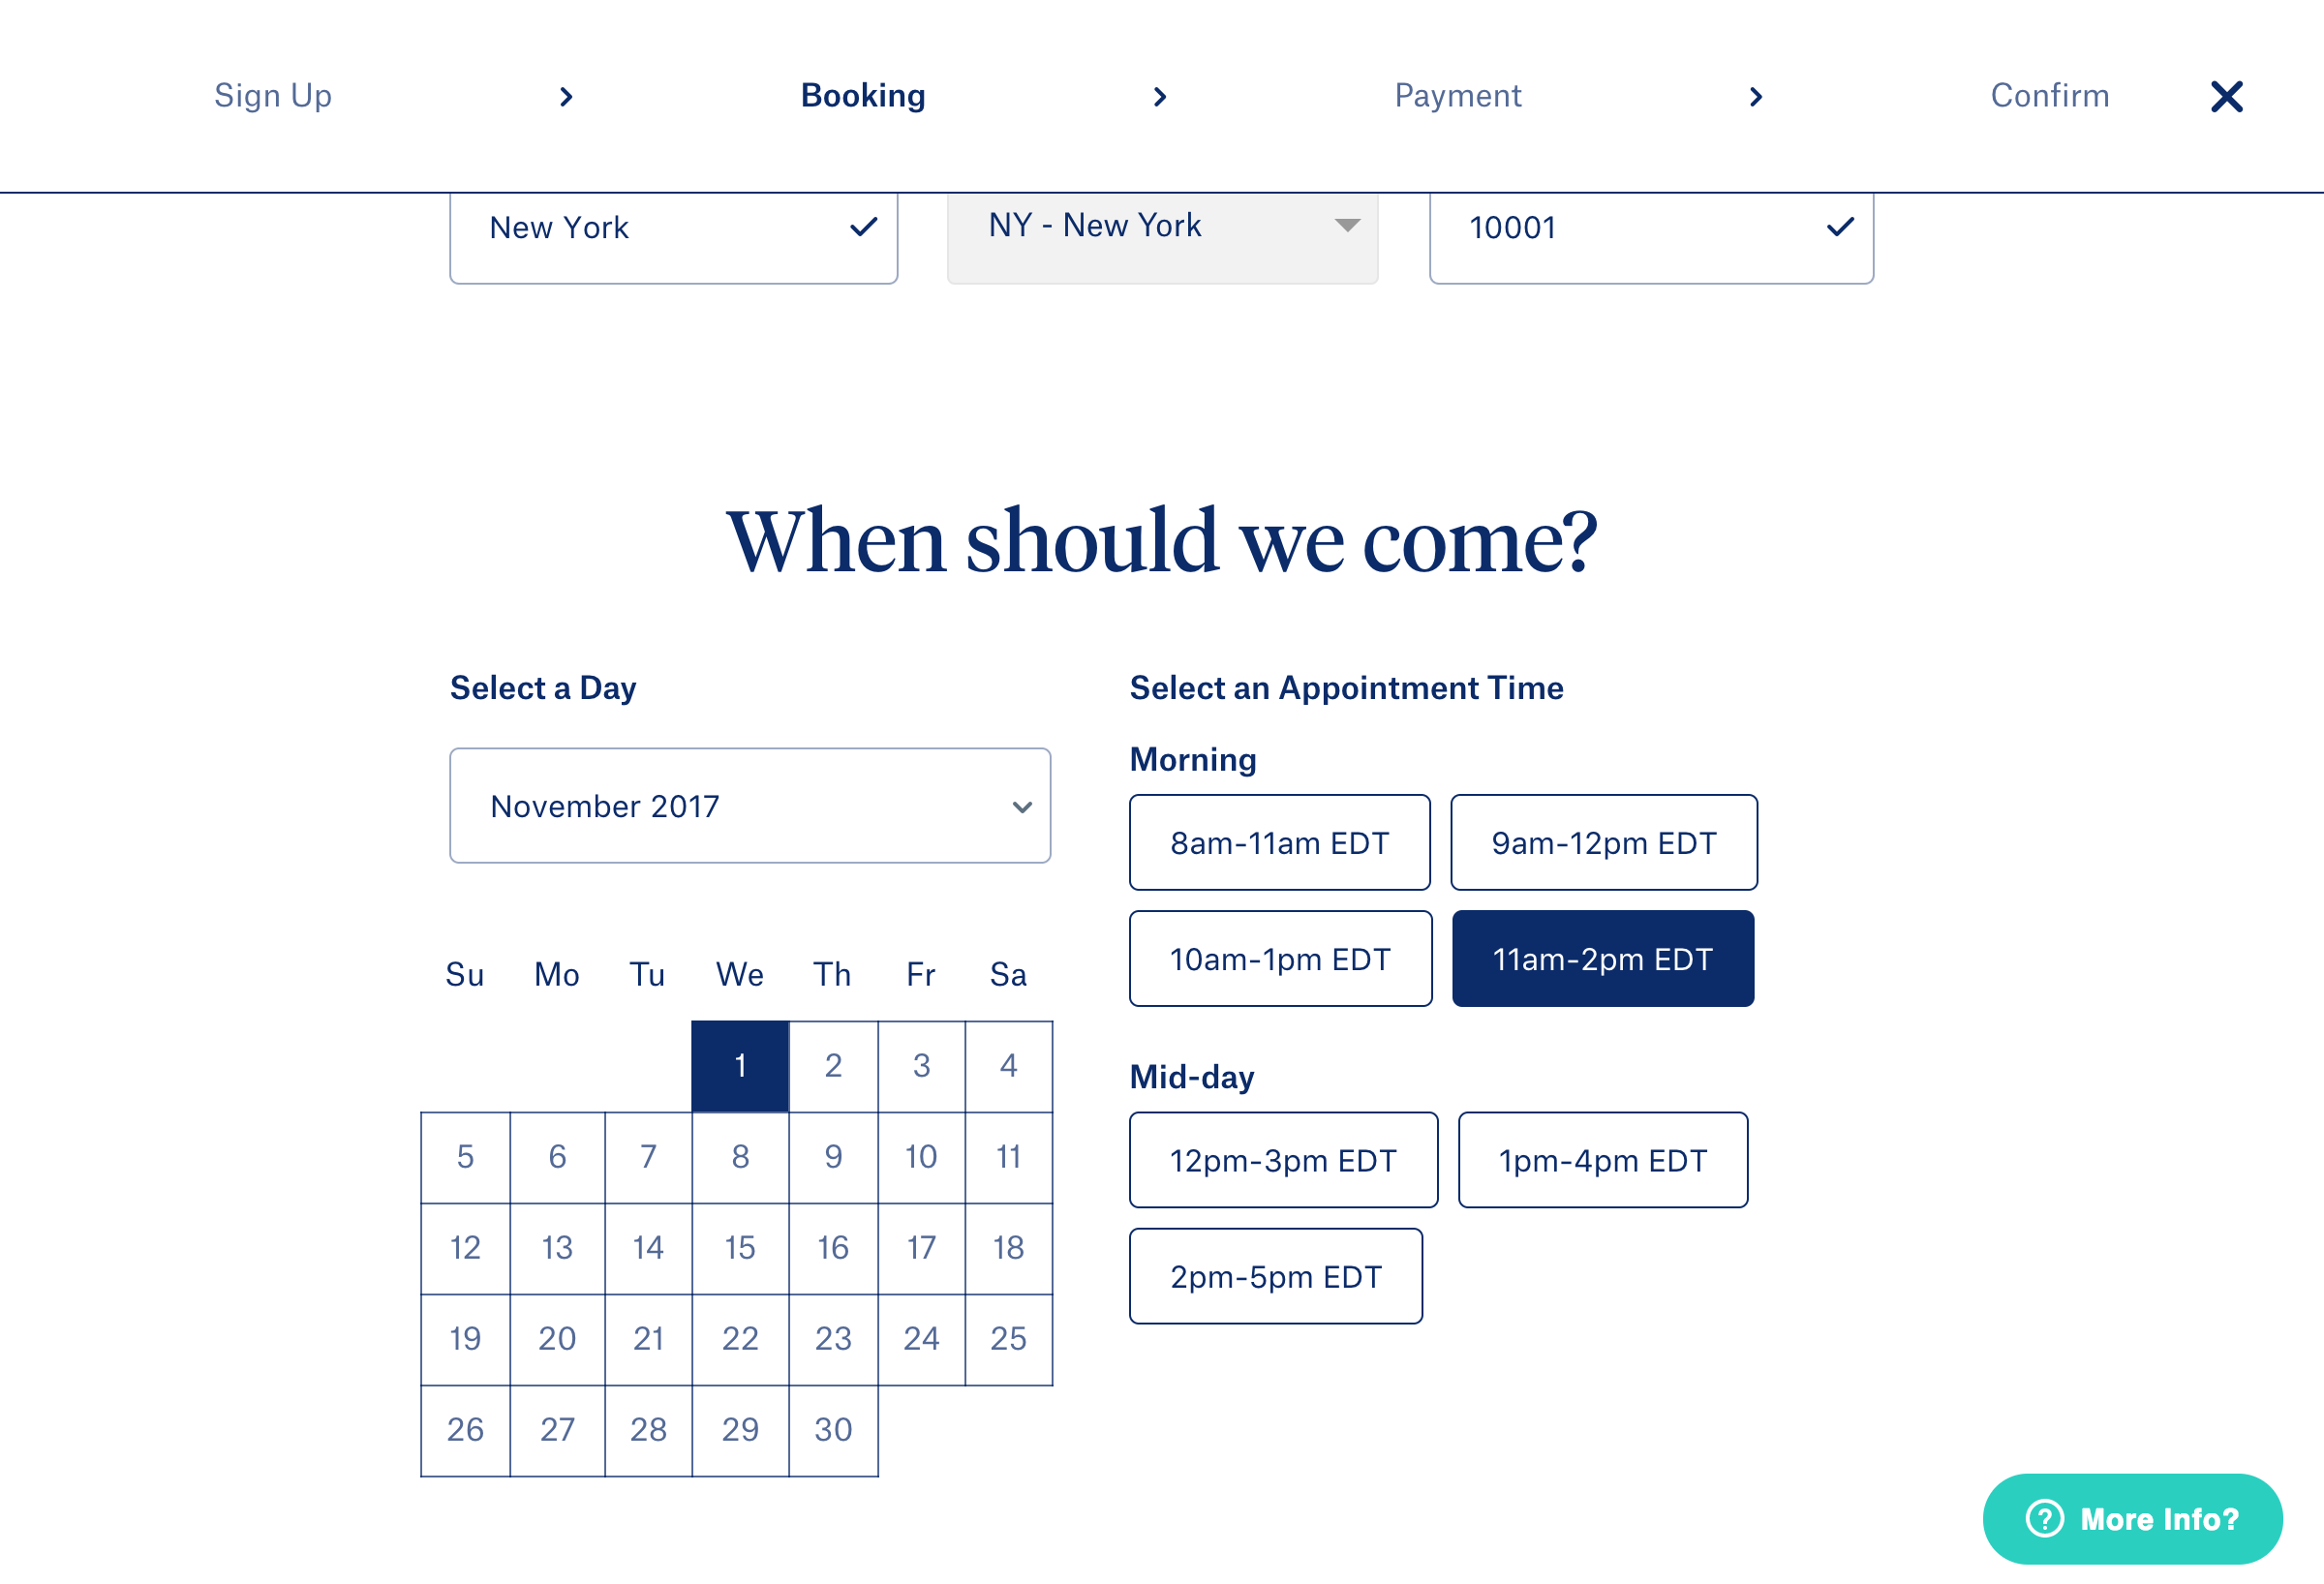 Sign Up
Booking
Payment
Confirm
New York
NY - New York
10001
When should we come?
Select a Day
November 2017
Su Mo Tu We Th Fr Sa
1 2 3 4
5 6 7 8 9 10 11
12 13 14 15 16 17 18
19 20 21 22 23 24 25
26 27 28 29 30
Select an Appointment Time
Morning
8am-11am EDT
9am-12pm EDT
10am-1pm EDT
11am-2pm EDT
Mid-day
12pm-3pm EDT
1pm-4pm EDT
2pm-5pm EDT
? More Info?